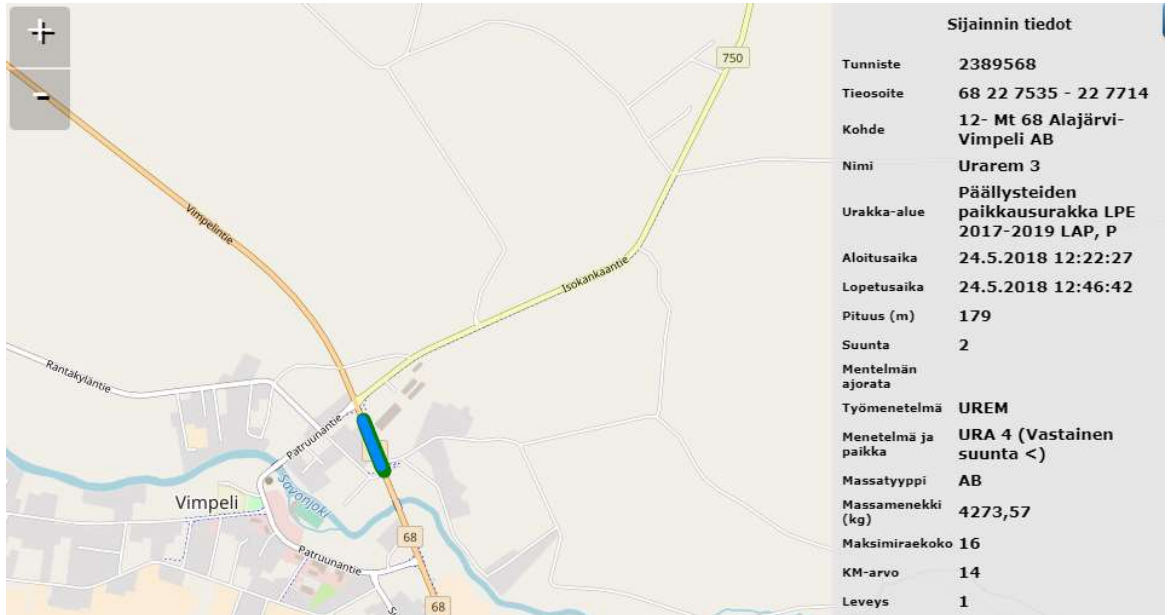 +
-
750
Vimpelintie
Isokankaantie
Rantakyläntie
Patruunantie
Savonjoki
Vimpeli
68
Patruunantie
68
Sijainnin tiedot
Tunniste 2389568
Tieosoite 68 22 7535 - 22 7714
Kohde 12- Mt 68 Alajärvi-
Vimpeli AB
Nimi Urarem 3
Urakka-alue Päällysteiden
paikkausurakka LPE
2017-2019 LAP, P
Aloitusaika 24.5.2018 12:22:27
Lopetusaika 24.5.2018 12:46:42
Pituus (m) 179
Suunta 2
Mentelmän
ajorata
Työmenetelmä UREM
Menetelmä ja
paikka URA 4 (Vastainen
suunta <)
Massatyyppi AB
Massamenekki
(kg) 4273,57
Maksimiraekoko 16
KM-arvo 14
Leveys 1